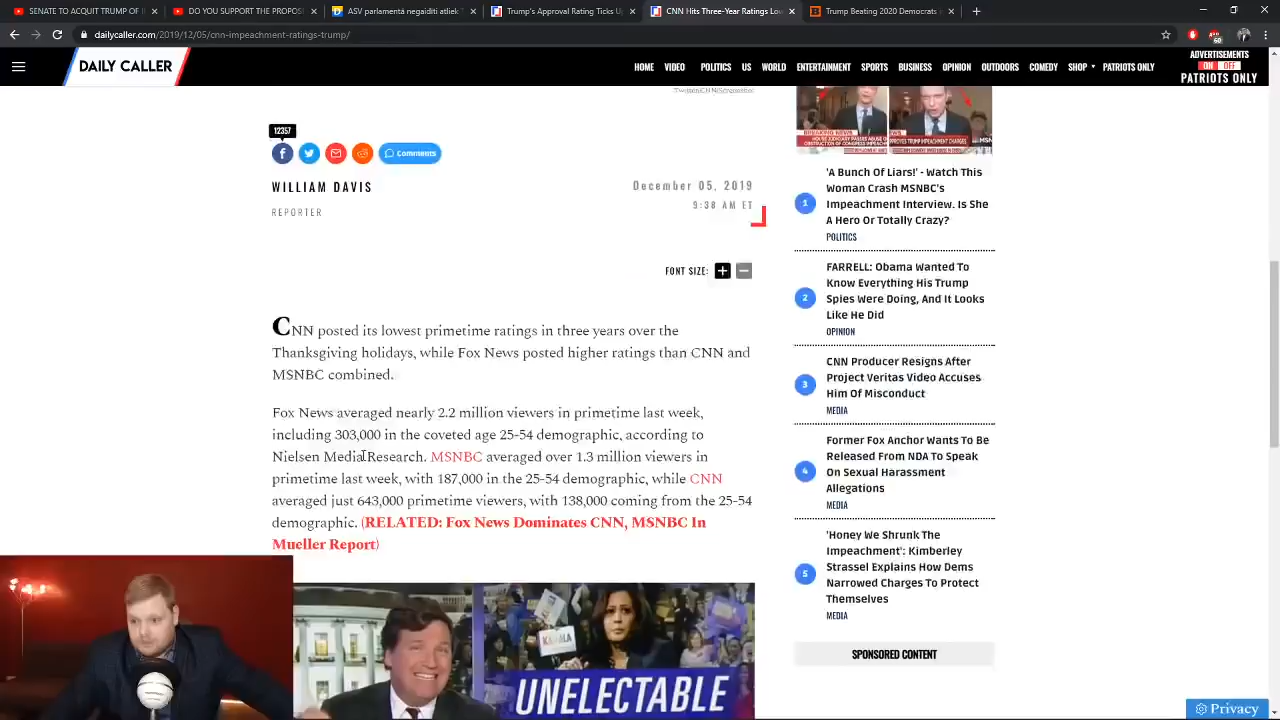 SENATE TO ACQUIT TRUMP
DO YOU SUPPORT THE PROPOS
ASV parlamentā negaidīti
Trump's Approval Rating Tick U
CNN Hits Three-Year Ratings L
Trump Beats 2020 Democrats
dailycaller.com/2019/12/05/cnn-impeachment-ratings-trump/
DAILY CALLER
HOME VIDEO POLITICS US WORLD ENTERTAINMENT SPORTS BUSINESS OPINION OUTDOORS COMEDY SHOP PATRIOTS ONLY
ADVERTISEMENTS
ON OFF
PATRIOTS ONLY
12357
Comments
WILLIAM DAVIS
REPORTER
December 05, 2019
9:38 AM ET
FONT SIZE:
CNN posted its lowest primetime ratings in three years over the
Thanksgiving holidays, while Fox News posted higher ratings than CNN and
MSNBC combined.
Fox News averaged nearly 2.2 million viewers in primetime last week,
including 303,000 in the coveted age 25-54 demographic, according to
Nielsen Media Research. MSNBC averaged over 1.3 million viewers in
primetime last week, with 187,000 in the 25-54 demographic, while CNN
averaged just 643,000 primetime viewers, with 138,000 coming from the 25-54
demographic. (RELATED: Fox News Dominates CNN, MSNBC In
Mueller Report)
UNELECTABLE
1
'A Bunch Of Liars!' - Watch This
Woman Crash MSNBC's
Impeachment Interview. Is She
A Hero Or Totally Crazy?
POLITICS
2
FARRELL: Obama Wanted To
Know Everything His Trump
Spies Were Doing, And It Looks
Like He Did
OPINION
3
CNN Producer Resigns After
Project Veritas Video Accuses
Him Of Misconduct
MEDIA
4
Former Fox Anchor Wants To Be
Released From NDA To Speak
On Sexual Harassment
Allegations
MEDIA
5
'Honey We Shrunk The
Impeachment': Kimberley
Strassel Explains How Dems
Narrowed Charges To Protect
Themselves
MEDIA
SPONSORED CONTENT
Privacy